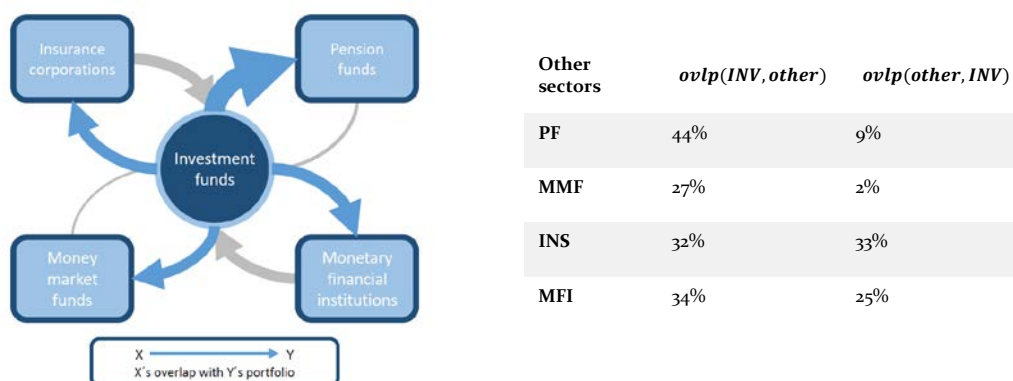 Insurance
corporations
Pension
funds
Investment
funds
Money
market
funds
Monetary
financial
institutions
X Y
X´s overlap with Y´s portfolio
Other
sectors
ovlp(INV, other)
ovlp(other, INV)
PF 44% 9%
MMF 27% 2%
INS 32% 33%
MFI 34% 25%